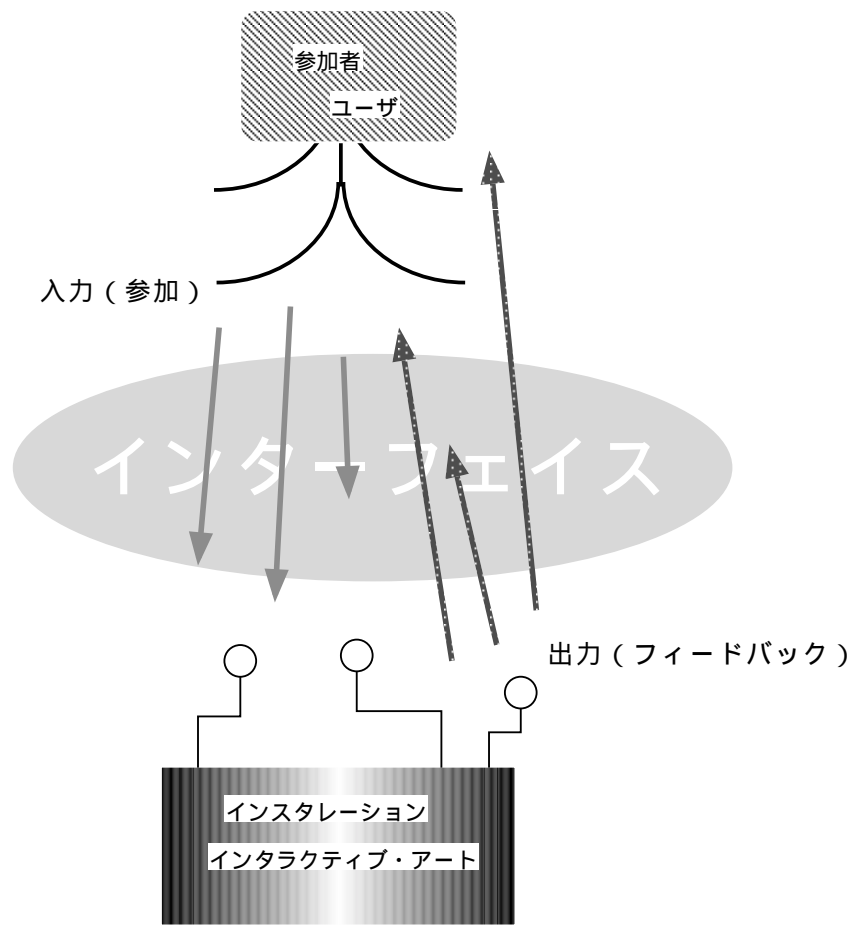 参加者
ユーザ
入力（参加）
インターフェイス
出力（フィードバック）
インスタレーション
インタラクティブ・アート